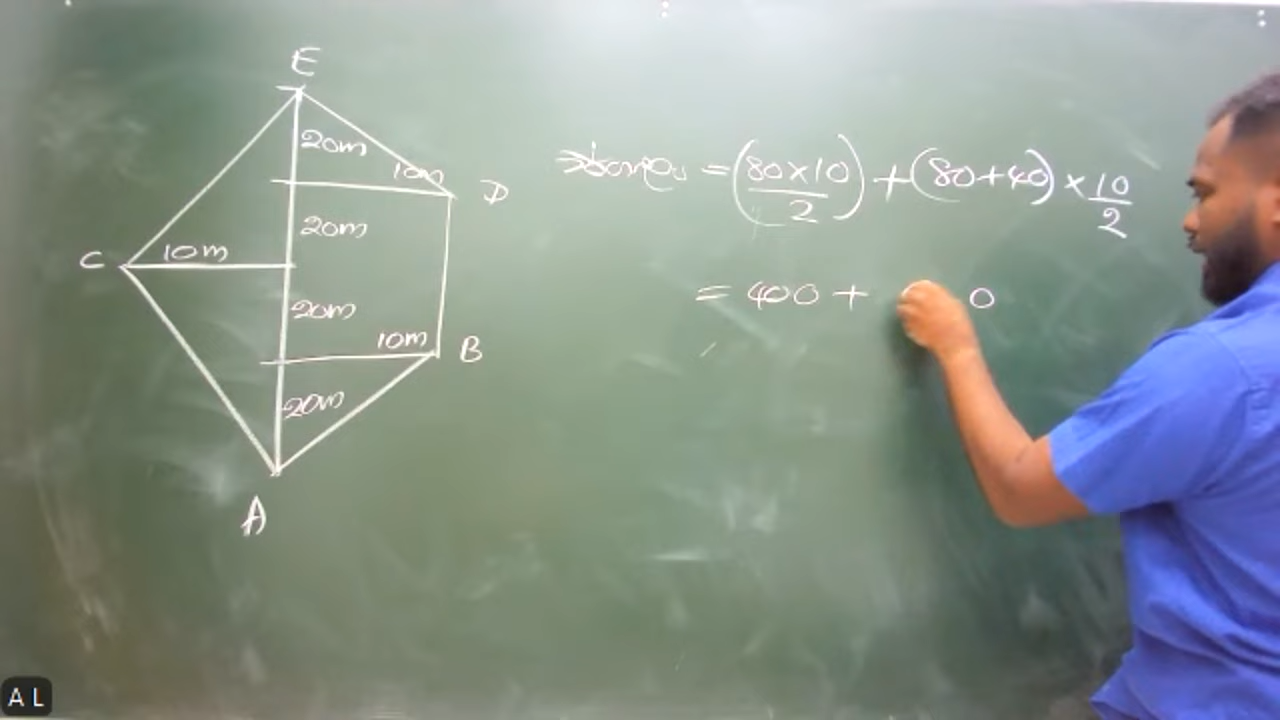 E
20m
10m
D
20m
C
10m
20m
10m
B
20m
A
= (80×10/2) + (80+40) × 10/2
= 400 +
A L